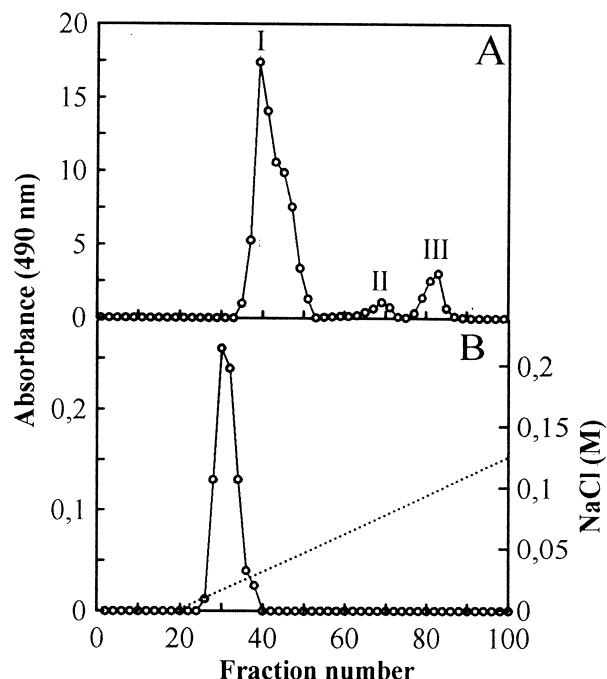 20
15
10
5
0
I
II
III
A
Absorbance (490 nm)
0,2
0,1
0
B
0,2
0,15
0,1
0,05
0
NaCl (M)
0 20 40 60 80 100
Fraction number